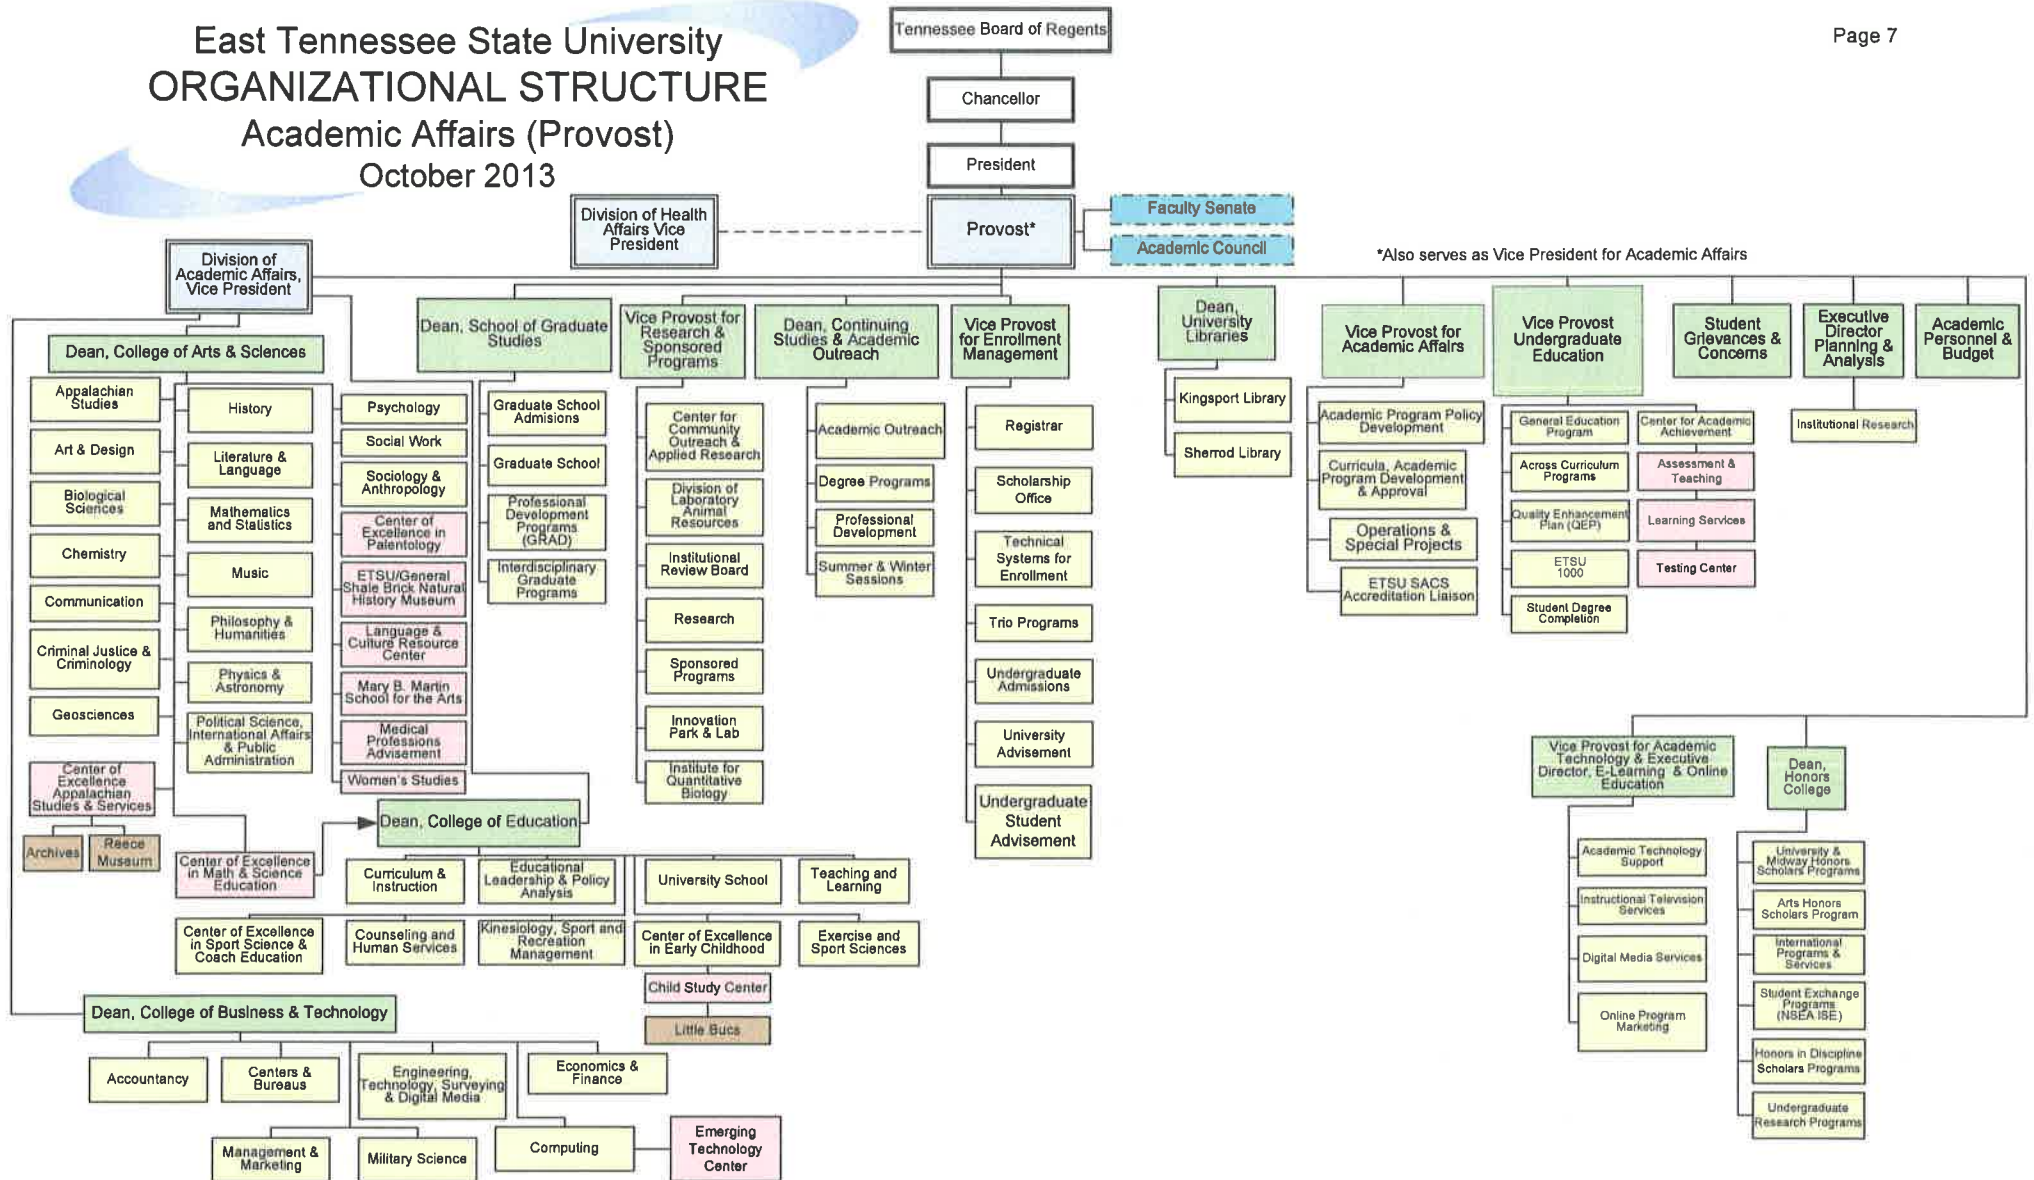 East Tennessee State University
ORGANIZATIONAL STRUCTURE
Academic Affairs (Provost)
October 2013
Page 7
Tennessee Board of Regents
Chancellor
President
Provost*
Division of Health
Affairs Vice
President
Faculty Senate
Academic Council
*Also serves as Vice President for Academic Affairs
Division of
Academic Affairs,
Vice President
Dean, College of Arts & Sciences
Appalachian
Studies
Art & Design
Biological
Sciences
Chemistry
Communication
Criminal Justice &
Criminology
Geosciences
Center of
Excellence
Appalachian
Studies & Services
Archives
Reece
Museum
History
Literature &
Language
Mathematics
and Statistics
Music
Philosophy &
Humanities
Physics &
Astronomy
Political Science,
International Affairs
& Public
Administration
Center of Excellence
in Math & Science
Education
Psychology
Social Work
Sociology &
Anthropology
Center of
Excellence in
Palentology
ETSU/General
Shale Brick Natural
History Museum
Language &
Culture Resource
Center
Mary B. Martin
School for the Arts
Medical
Professions
Advisement
Women's Studies
Dean, School of Graduate
Studies
Graduate School
Admisions
Graduate School
Professional
Development
Programs
(GRAD)
Interdisciplinary
Graduate
Programs
Vice Provost for
Research &
Sponsored
Programs
Center for
Community
Outreach &
Applied Research
Division of
Laboratory
Animal
Resources
Institutional
Review Board
Research
Sponsored
Programs
Innovation
Park & Lab
Institute for
Quantitative
Biology
Dean, Continuing
Studies & Academic
Outreach
Academic Outreach
Degree Programs
Professional
Development
Summer & Winter
Sessions
Vice Provost
for Enrollment
Management
Registrar
Scholarship
Office
Technical
Systems for
Enrollment
Trio Programs
Undergraduate
Admissions
University
Advisement
Undergraduate
Student
Advisement
Dean,
University
Libraries
Kingsport Library
Sherrod Library
Vice Provost for
Academic Affairs
Academic Program Policy
Development
Curricula, Academic
Program Development
& Approval
Operations &
Special Projects
ETSU SACS
Accreditation Liaison
Vice Provost
Undergraduate
Education
General Education
Program
Across Curriculum
Programs
Quality Enhancement
Plan (QEP)
ETSU
1000
Student Degree
Completion
Center for Academic
Achievement
Assessment &
Teaching
Learning Services
Testing Center
Student
Grievances &
Concerns
Executive
Director
Planning &
Analysis
Institutional Research
Academic
Personnel &
Budget
Vice Provost for Academic
Technology & Executive
Director, E-Learning & Online
Education
Academic Technology
Support
Instructional Television
Services
Digital Media Services
Online Program
Marketing
Dean,
Honors
College
University &
Midway Honors
Scholars Programs
Arts Honors
Scholars Program
International
Programs &
Services
Student Exchange
Programs
(NSEA ISE)
Honors in Discipline
Scholars Programs
Undergraduate
Research Programs
Dean, College of Education
Curriculum &
Instruction
Educational
Leadership & Policy
Analysis
University School
Teaching and
Learning
Center of Excellence
in Sport Science &
Coach Education
Counseling and
Human Services
Kinesiology, Sport and
Recreation
Management
Center of Excellence
in Early Childhood
Exercise and
Sport Sciences
Child Study Center
Little Bucs
Dean, College of Business & Technology
Accountancy
Centers &
Bureaus
Engineering,
Technology, Surveying
& Digital Media
Economics &
Finance
Management &
Marketing
Military Science
Computing
Emerging
Technology
Center